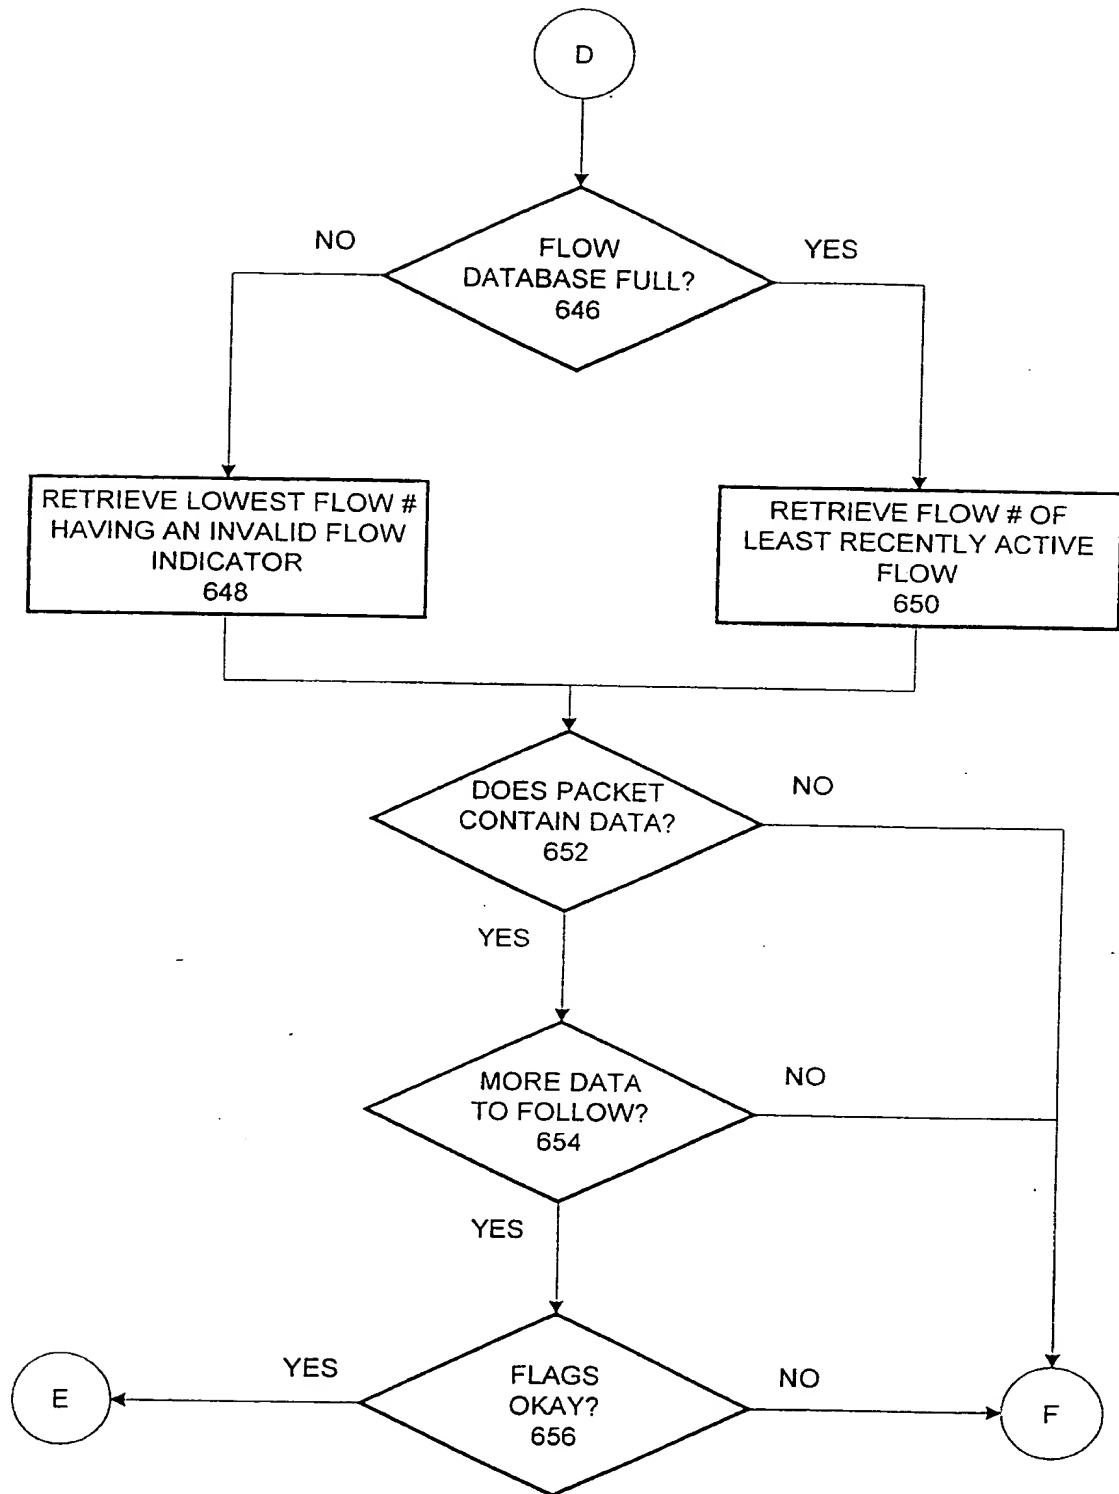 D
NO
FLOW
DATABASE FULL?
646
YES
RETRIEVE LOWEST FLOW #
HAVING AN INVALID FLOW
INDICATOR
648
RETRIEVE FLOW # OF
LEAST RECENTLY ACTIVE
FLOW
650
DOES PACKET
CONTAIN DATA?
652
NO
YES
MORE DATA
TO FOLLOW?
654
NO
YES
E
YES
FLAGS
OKAY?
656
NO
F